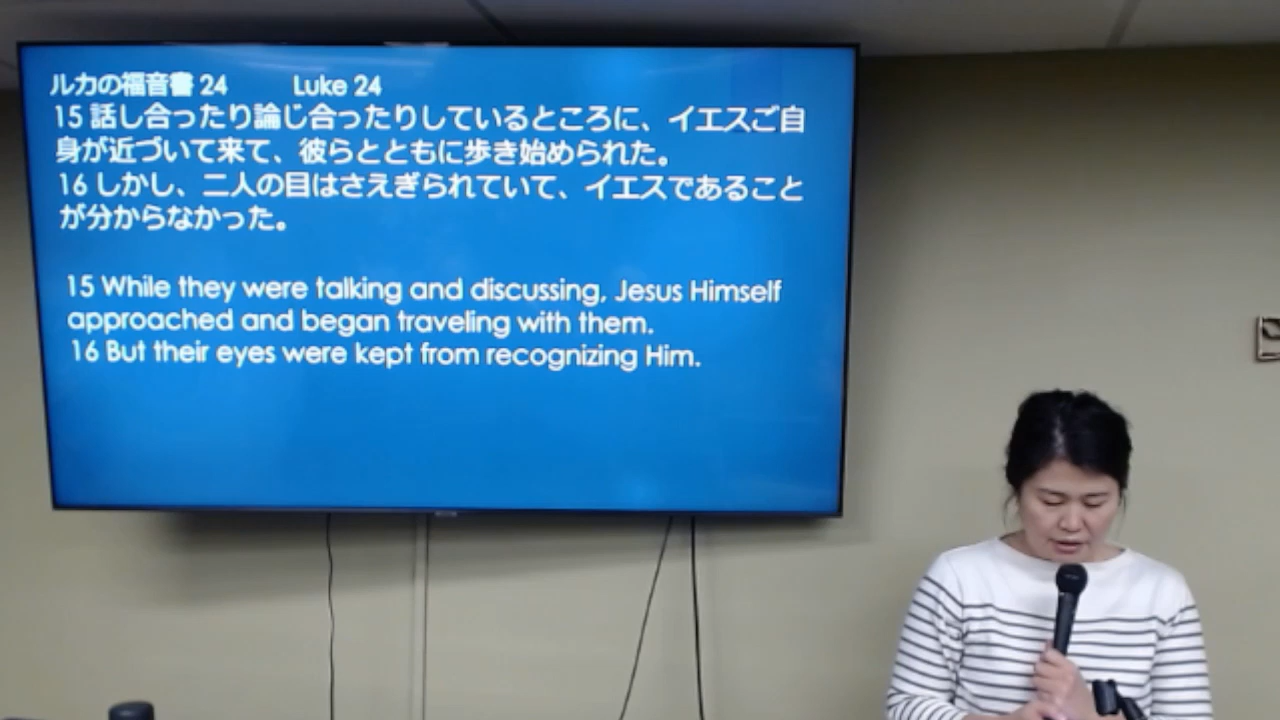 ルカの福音書 24 Luke 24
15 話し合ったり論じ合ったりしているところに、イエスご自
身が近づいて来て、彼らとともに歩き始められた。
16 しかし、二人の目はさえぎられていて、イエスであること
が分からなかった。
15 While they were talking and discussing, Jesus Himself
approached and began traveling with them.
16 But their eyes were kept from recognizing Him.